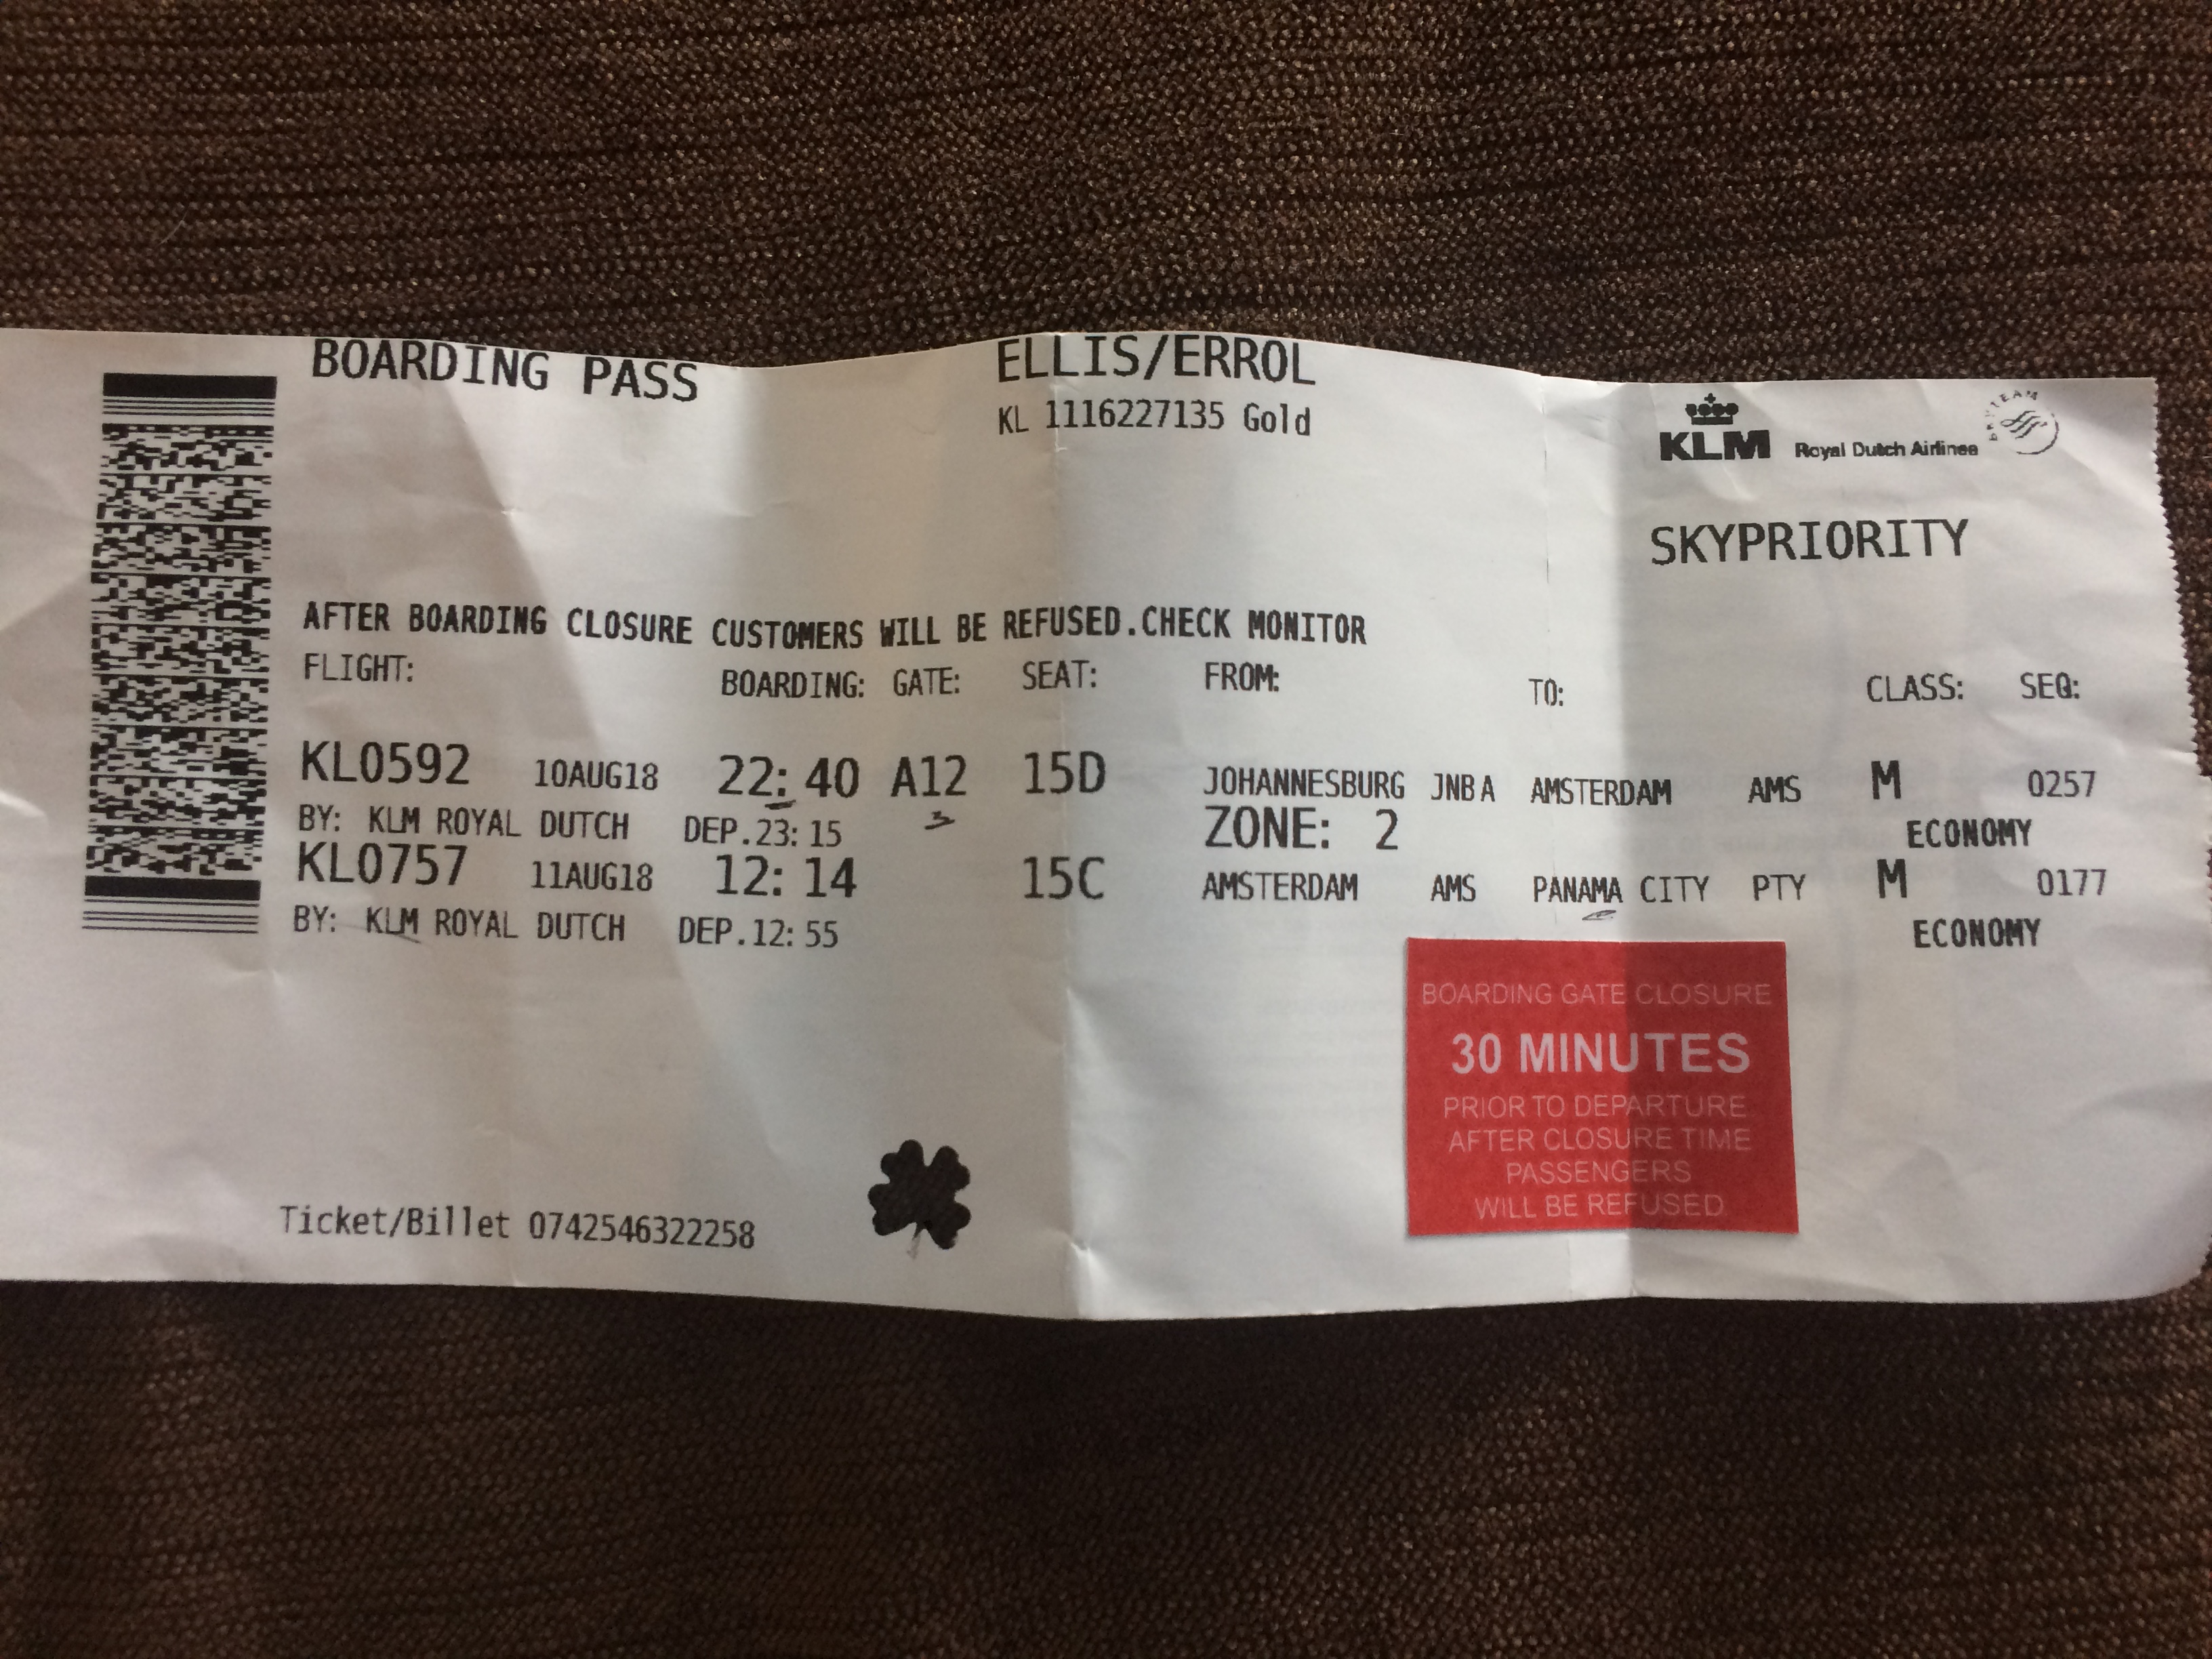 BOARDING PASS
ELLIS/ERROL
KL 1116227135 Gold
KLM Royal Dutch Airlines
SKYTEAM
SKYPRIORITY
AFTER BOARDING CLOSURE CUSTOMERS WILL BE REFUSED.CHECK MONITOR
FLIGHT: BOARDING: GATE: SEAT: FROM: TO: CLASS: SEQ:
KL0592 10AUG18 22:40 A12 15D JOHANNESBURG JNB A AMSTERDAM AMS M 0257
BY: KLM ROYAL DUTCH DEP.23:15 ZONE: 2 ECONOMY
KL0757 11AUG18 12:14 15C AMSTERDAM AMS PANAMA CITY PTY M 0177
BY: KLM ROYAL DUTCH DEP.12:55 ECONOMY
BOARDING GATE CLOSURE
30 MINUTES
PRIOR TO DEPARTURE
AFTER CLOSURE TIME
PASSENGERS
WILL BE REFUSED
Ticket/Billet 0742546322258